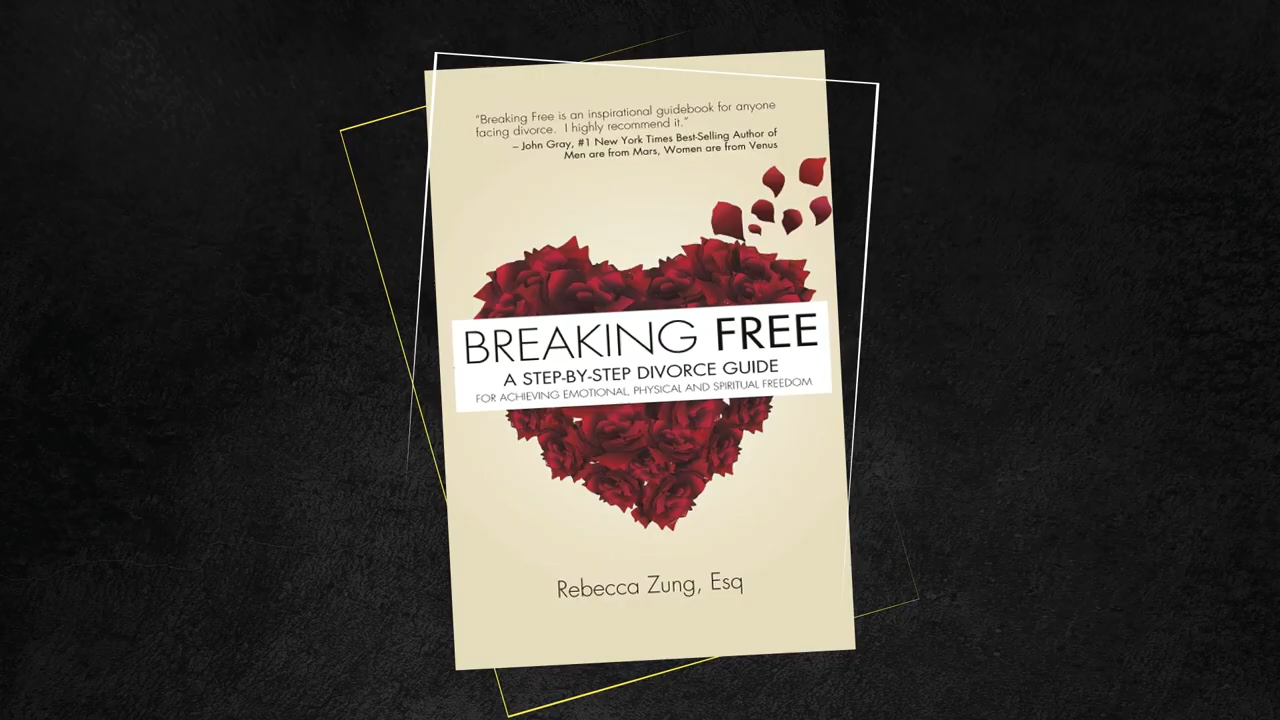 "Breaking Free is an inspirational guidebook for anyone
facing divorce. I highly recommend it."
– John Gray, #1 New York Times Best-Selling Author of
Men are from Mars, Women are from Venus
BREAKING FREE
A STEP-BY-STEP DIVORCE GUIDE
FOR ACHIEVING EMOTIONAL, PHYSICAL AND SPIRITUAL FREEDOM
Rebecca Zung, Esq